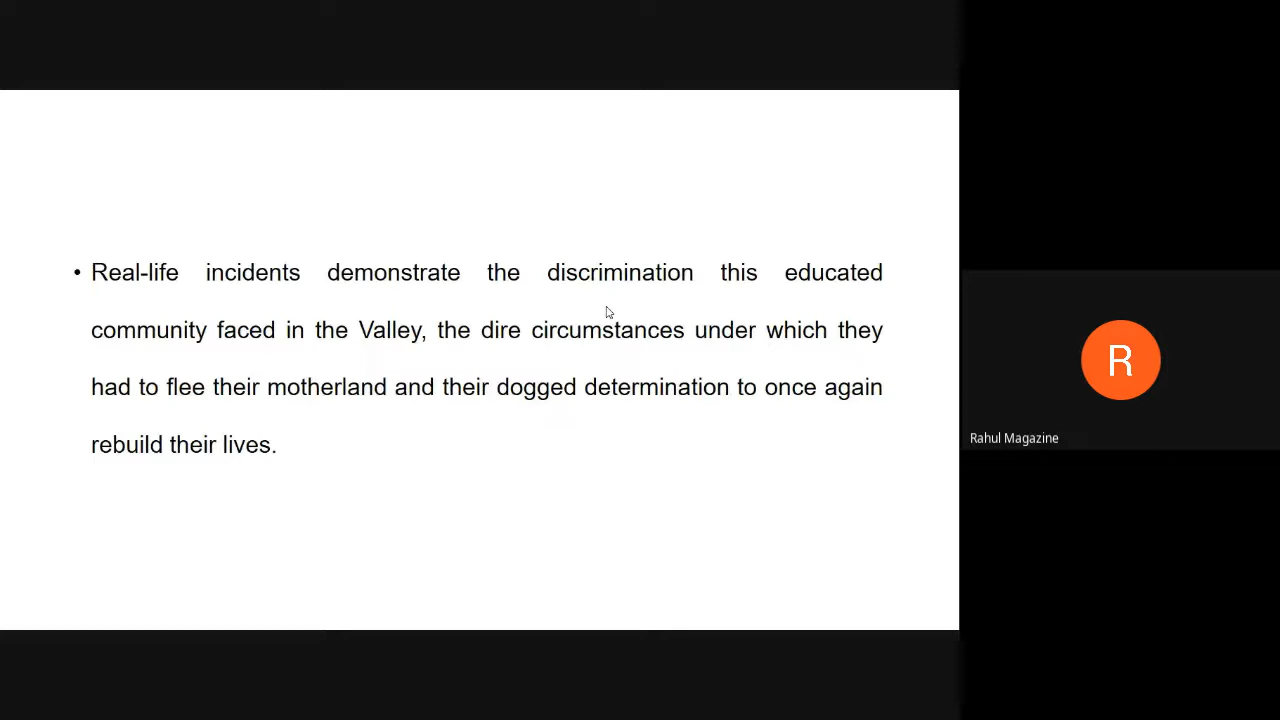 • Real-life incidents demonstrate the discrimination this educated
community faced in the Valley, the dire circumstances under which they
had to flee their motherland and their dogged determination to once again
rebuild their lives.
R
Rahul Magazine